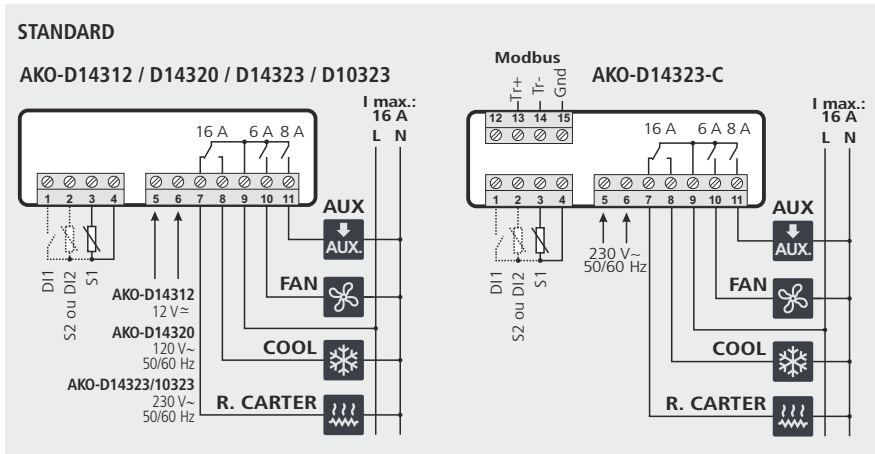 STANDARD
AKO-D14312 / D14320 / D14323 / D10323
I max.:
16 A
L N
16 A 6 A 8 A
1 2 3 4 5 6 7 8 9 10 11
DI1
S2 ou DI2
S1
AKO-D14312
12 V≂
AKO-D14320
120 V~
50/60 Hz
AKO-D14323/10323
230 V~
50/60 Hz
AUX
AUX.
FAN
COOL
R. CARTER
Modbus
Tr+
Tr-
Gnd
AKO-D14323-C
I max.:
16 A
L N
12 13 14 15
16 A 6 A 8 A
1 2 3 4 5 6 7 8 9 10 11
DI1
S2 ou DI2
S1
230 V~
50/60 Hz
AUX
AUX.
FAN
COOL
R. CARTER